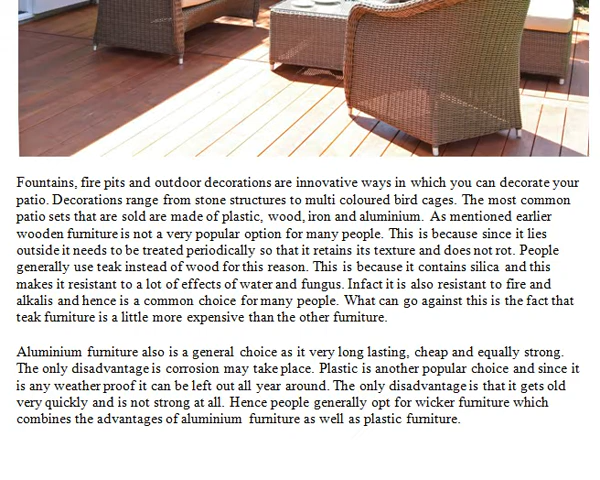 Fountains, fire pits and outdoor decorations are innovative ways in which you can decorate your
patio. Decorations range from stone structures to multi coloured bird cages. The most common
patio sets that are sold are made of plastic, wood, iron and aluminium. As mentioned earlier
wooden furniture is not a very popular option for many people. This is because since it lies
outside it needs to be treated periodically so that it retains its texture and does not rot. People
generally use teak instead of wood for this reason. This is because it contains silica and this
makes it resistant to a lot of effects of water and fungus. Infact it is also resistant to fire and
alkalis and hence is a common choice for many people. What can go against this is the fact that
teak furniture is a little more expensive than the other furniture.

Aluminium furniture also is a general choice as it very long lasting, cheap and equally strong.
The only disadvantage is corrosion may take place. Plastic is another popular choice and since it
is any weather proof it can be left out all year around. The only disadvantage is that it gets old
very quickly and is not strong at all. Hence people generally opt for wicker furniture which
combines the advantages of aluminium furniture as well as plastic furniture.